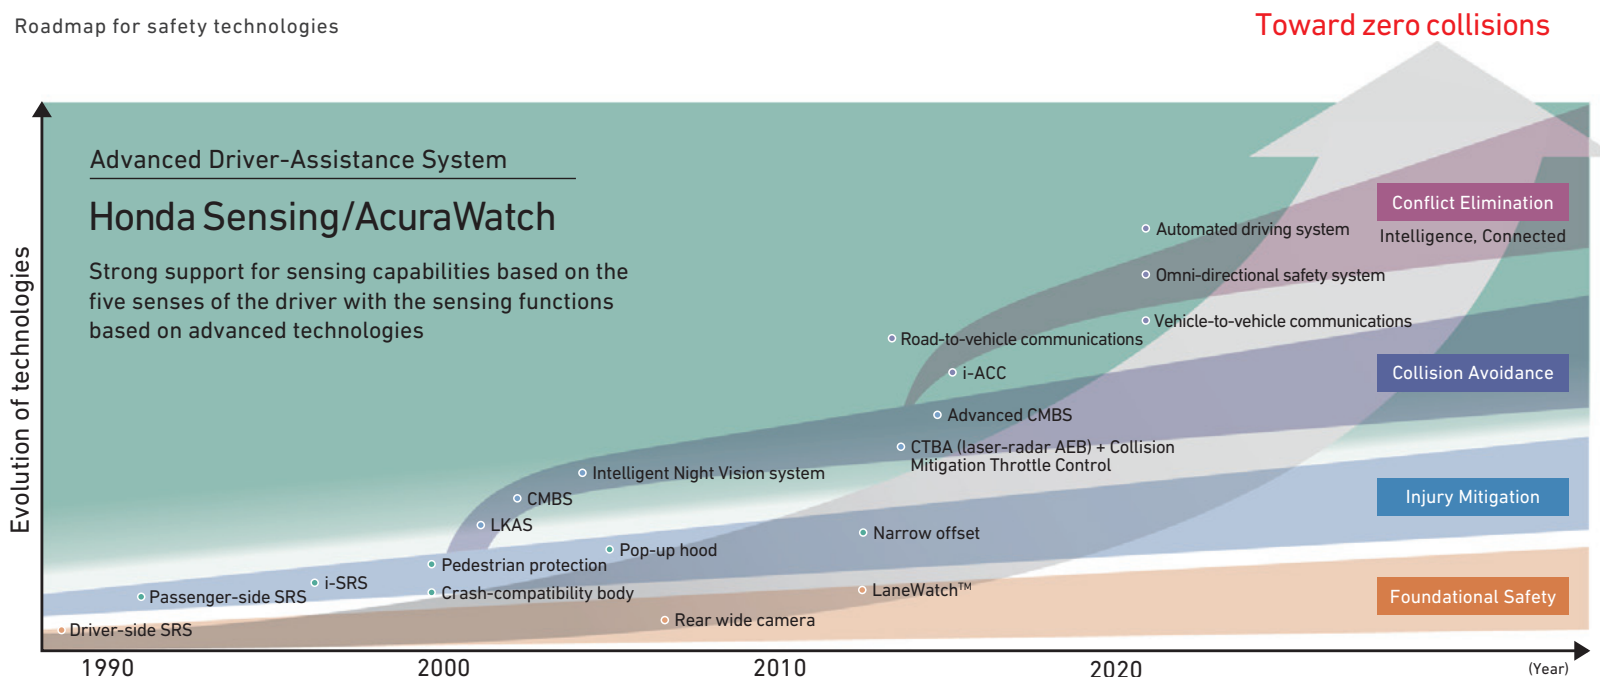 Roadmap for safety technologies
Toward zero collisions
Evolution of technologies
Advanced Driver-Assistance System
Honda Sensing/AcuraWatch
Strong support for sensing capabilities based on the
five senses of the driver with the sensing functions
based on advanced technologies
Conflict Elimination
Intelligence, Connected
Automated driving system
Omni-directional safety system
Vehicle-to-vehicle communications
Road-to-vehicle communications
i-ACC
Collision Avoidance
Advanced CMBS
CTBA (laser-radar AEB) + Collision
Mitigation Throttle Control
Intelligent Night Vision system
CMBS
LKAS
Injury Mitigation
Narrow offset
Pop-up hood
Pedestrian protection
i-SRS
Crash-compatibility body
Passenger-side SRS
Foundational Safety
LaneWatch™
Rear wide camera
Driver-side SRS
1990
2000
2010
2020
(Year)